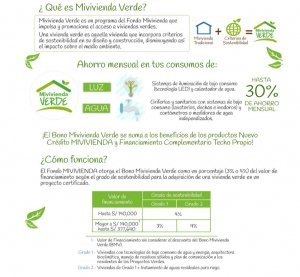 ¿Qué es Mivivienda Verde?
Mivivienda Verde es un programa del Fondo Mivivienda que
impulsa y promociona el acceso a viviendas verdes.
Una vivienda verde es aquella vivienda que incorpora criterios
de sostenibilidad en su diseño y construcción, disminuyendo así
el impacto sobre el medio ambiente.
Mivivienda
Tradicional
Criterios de
Sostenibilidad
Mivivienda
VERDE
Ahorro mensual en tus consumos de:
Mivivienda
VERDE
LUZ
Sistemas de iluminación de bajo consumo
(tecnología LED) y calentador de agua.
AGUA
Griferías y sanitarios con sistemas de bajo
consumo (lavatorios, duchas e inodoros)
contómetros o medidores de agua
independizados.
HASTA
30%
DE AHORRO
MENSUAL
¡El Bono Mivivienda Verde se suma a los beneficios de los productos Nuevo
Crédito MIVIVIENDA y Financiamiento Complementario Techo Propio!
¿Cómo funciona?
El Fondo MIVIVIENDA otorga el Bono Mivivienda Verde como un porcentaje (3% o 4%) del valor de
financiamiento según el grado de sostenibilidad para la adquisición de una vivienda verde en un
proyecto certificado.
Valor de
financiamiento
Grado de sostenibilidad
Grado 1
Grado 2
Hasta S/ 140,000
4%
Mayor a S/ 140,000
hasta S/
3%
4%
Valor de Financiamiento sin considerar el descuento del Bono Mivivienda
Verde (BMV).
Grado 1: Viviendas con tecnologías de bajo consumo de agua y energía, arquitectura
bioclimática, manejo de residuos sólidos y plan de comunicación a los
residentes de los Proyectos Verdes.
Grado 2: Viviendas de Grado 1 + tratamiento de aguas residuales para riego.